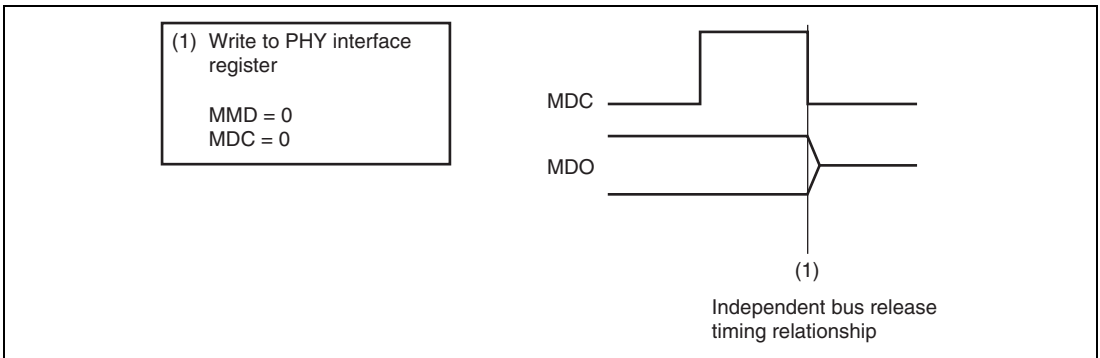 (1) Write to PHY interface
register
MMD = 0
MDC = 0
MDC
MDO
(1)
Independent bus release
timing relationship